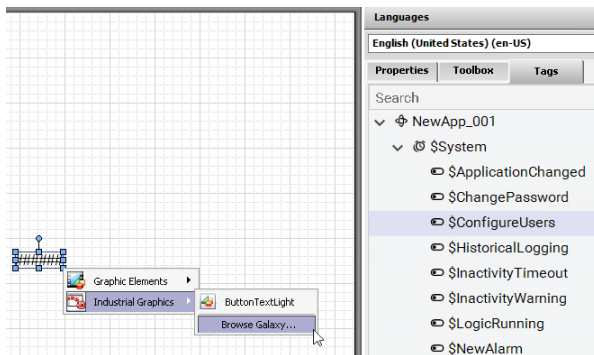 Languages
English (United States) (en-US)
Properties
Toolbox
Tags
Search
NewApp_001
$System
$ApplicationChanged
$ChangePassword
$ConfigureUsers
$HistoricalLogging
$InactivityTimeout
$InactivityWarning
$LogicRunning
$NewAlarm
#####
Graphic Elements
Industrial Graphics
ButtonTextLight
Browse Galaxy...